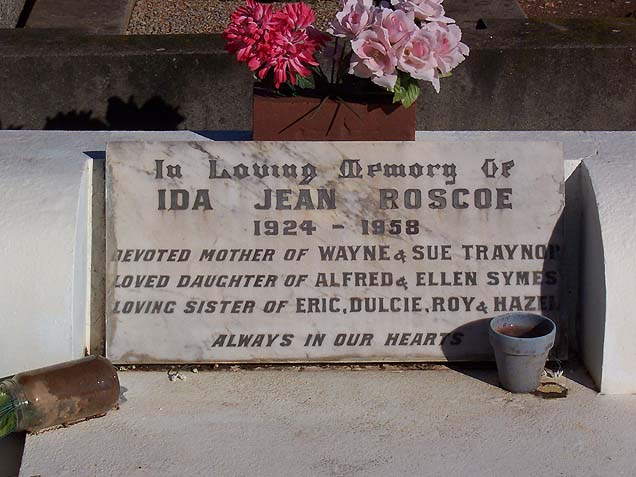 In Loving Memory Of
IDA JEAN ROSCOE
1924 - 1958
DEVOTED MOTHER OF WAYNE & SUE TRAYNOR
LOVED DAUGHTER OF ALFRED & ELLEN SYMES
LOVING SISTER OF ERIC, DULCIE, ROY & HAZEL
ALWAYS IN OUR HEARTS